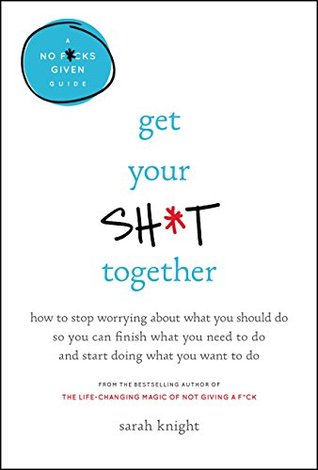 A
NO F*CKS
GIVEN
GUIDE
get
your
SH*T
together
how to stop worrying about what you should do
so you can finish what you need to do
and start doing what you want to do
FROM THE BESTSELLING AUTHOR OF
THE LIFE-CHANGING MAGIC OF NOT GIVING A F*CK
sarah knight